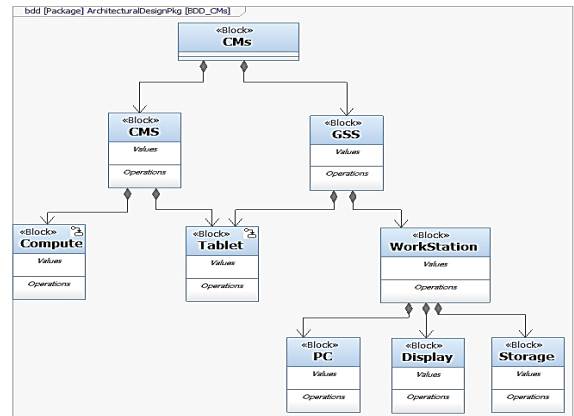 bdd [Package] ArchitecturalDesignPkg [BDD_CMs]
«Block»
CMs
«Block»
CMS
Values
Operations
«Block»
GSS
Values
Operations
«Block»
Compute
Values
Operations
«Block»
Tablet
Values
Operations
«Block»
WorkStation
Values
Operations
«Block»
PC
Values
Operations
«Block»
Display
Values
Operations
«Block»
Storage
Values
Operations